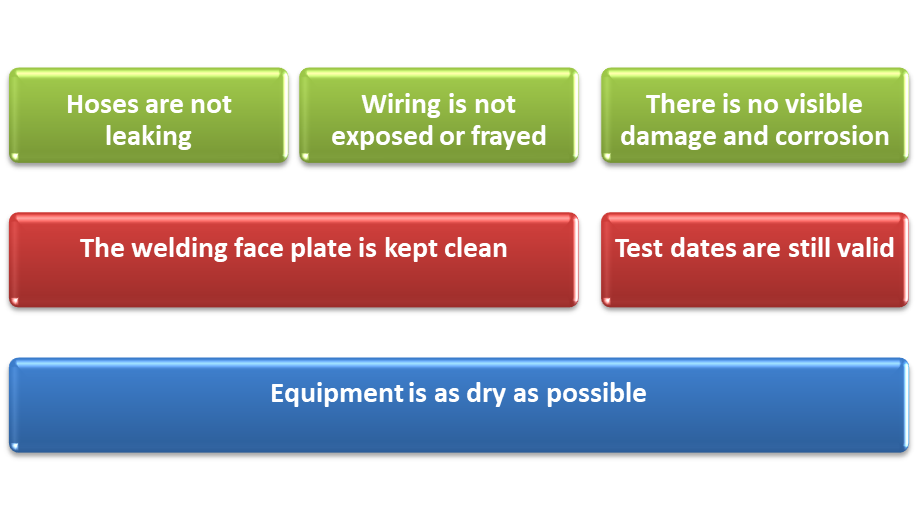 Hoses are not
leaking
Wiring is not
exposed or frayed
There is no visible
damage and corrosion
The welding face plate is kept clean
Test dates are still valid
Equipment is as dry as possible